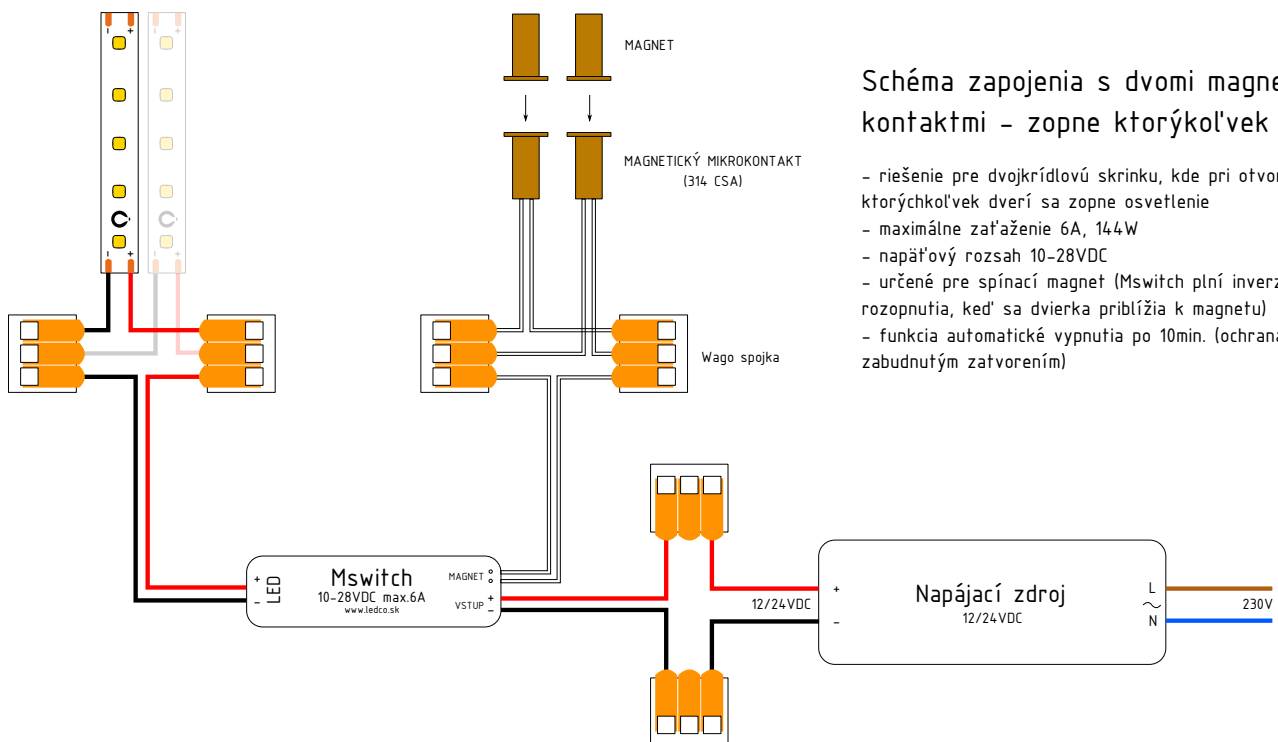 Schéma zapojenia s dvomi
kontaktmi - zopne ktorýkoľvek
- riešenie pre dvojkrídlovú skrinku, kde pri
ktorýchkoľvek dverí sa zopne osvetlenie
- maximálne zaťaženie 6A, 144W
- napäťový rozsah 10-28VDC
- určené pre spínací magnet (Mswitch plní
rozopnutia, keď sa dvierka priblížia k magnetu)
- funkcia automatické vypnutia po 10min. (ochrana
zabudnutým zatvorením)
MAGNET
MAGNETICKÝ MIKROKONTAKT
(314 CSA)
Wago spojka
- +
- +
- +
- +
Mswitch
10-28VDC max.6A
www.ledco.sk
+
-
LED
MAGNET
VSTUP
+
-
12/24VDC
+
-
Napájací zdroj
12/24VDC
L
~
N
230V